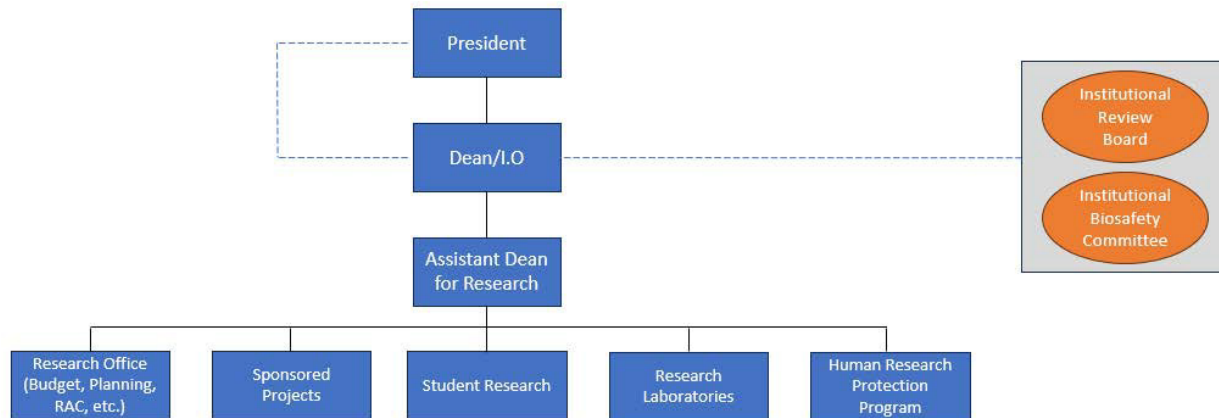 President
Institutional
Review
Board
Dean/I.O
Institutional
Biosafety
Committee
Assistant Dean
for Research
Research Office
(Budget, Planning,
RAC, etc.)
Sponsored
Projects
Student Research
Research
Laboratories
Human Research
Protection
Program